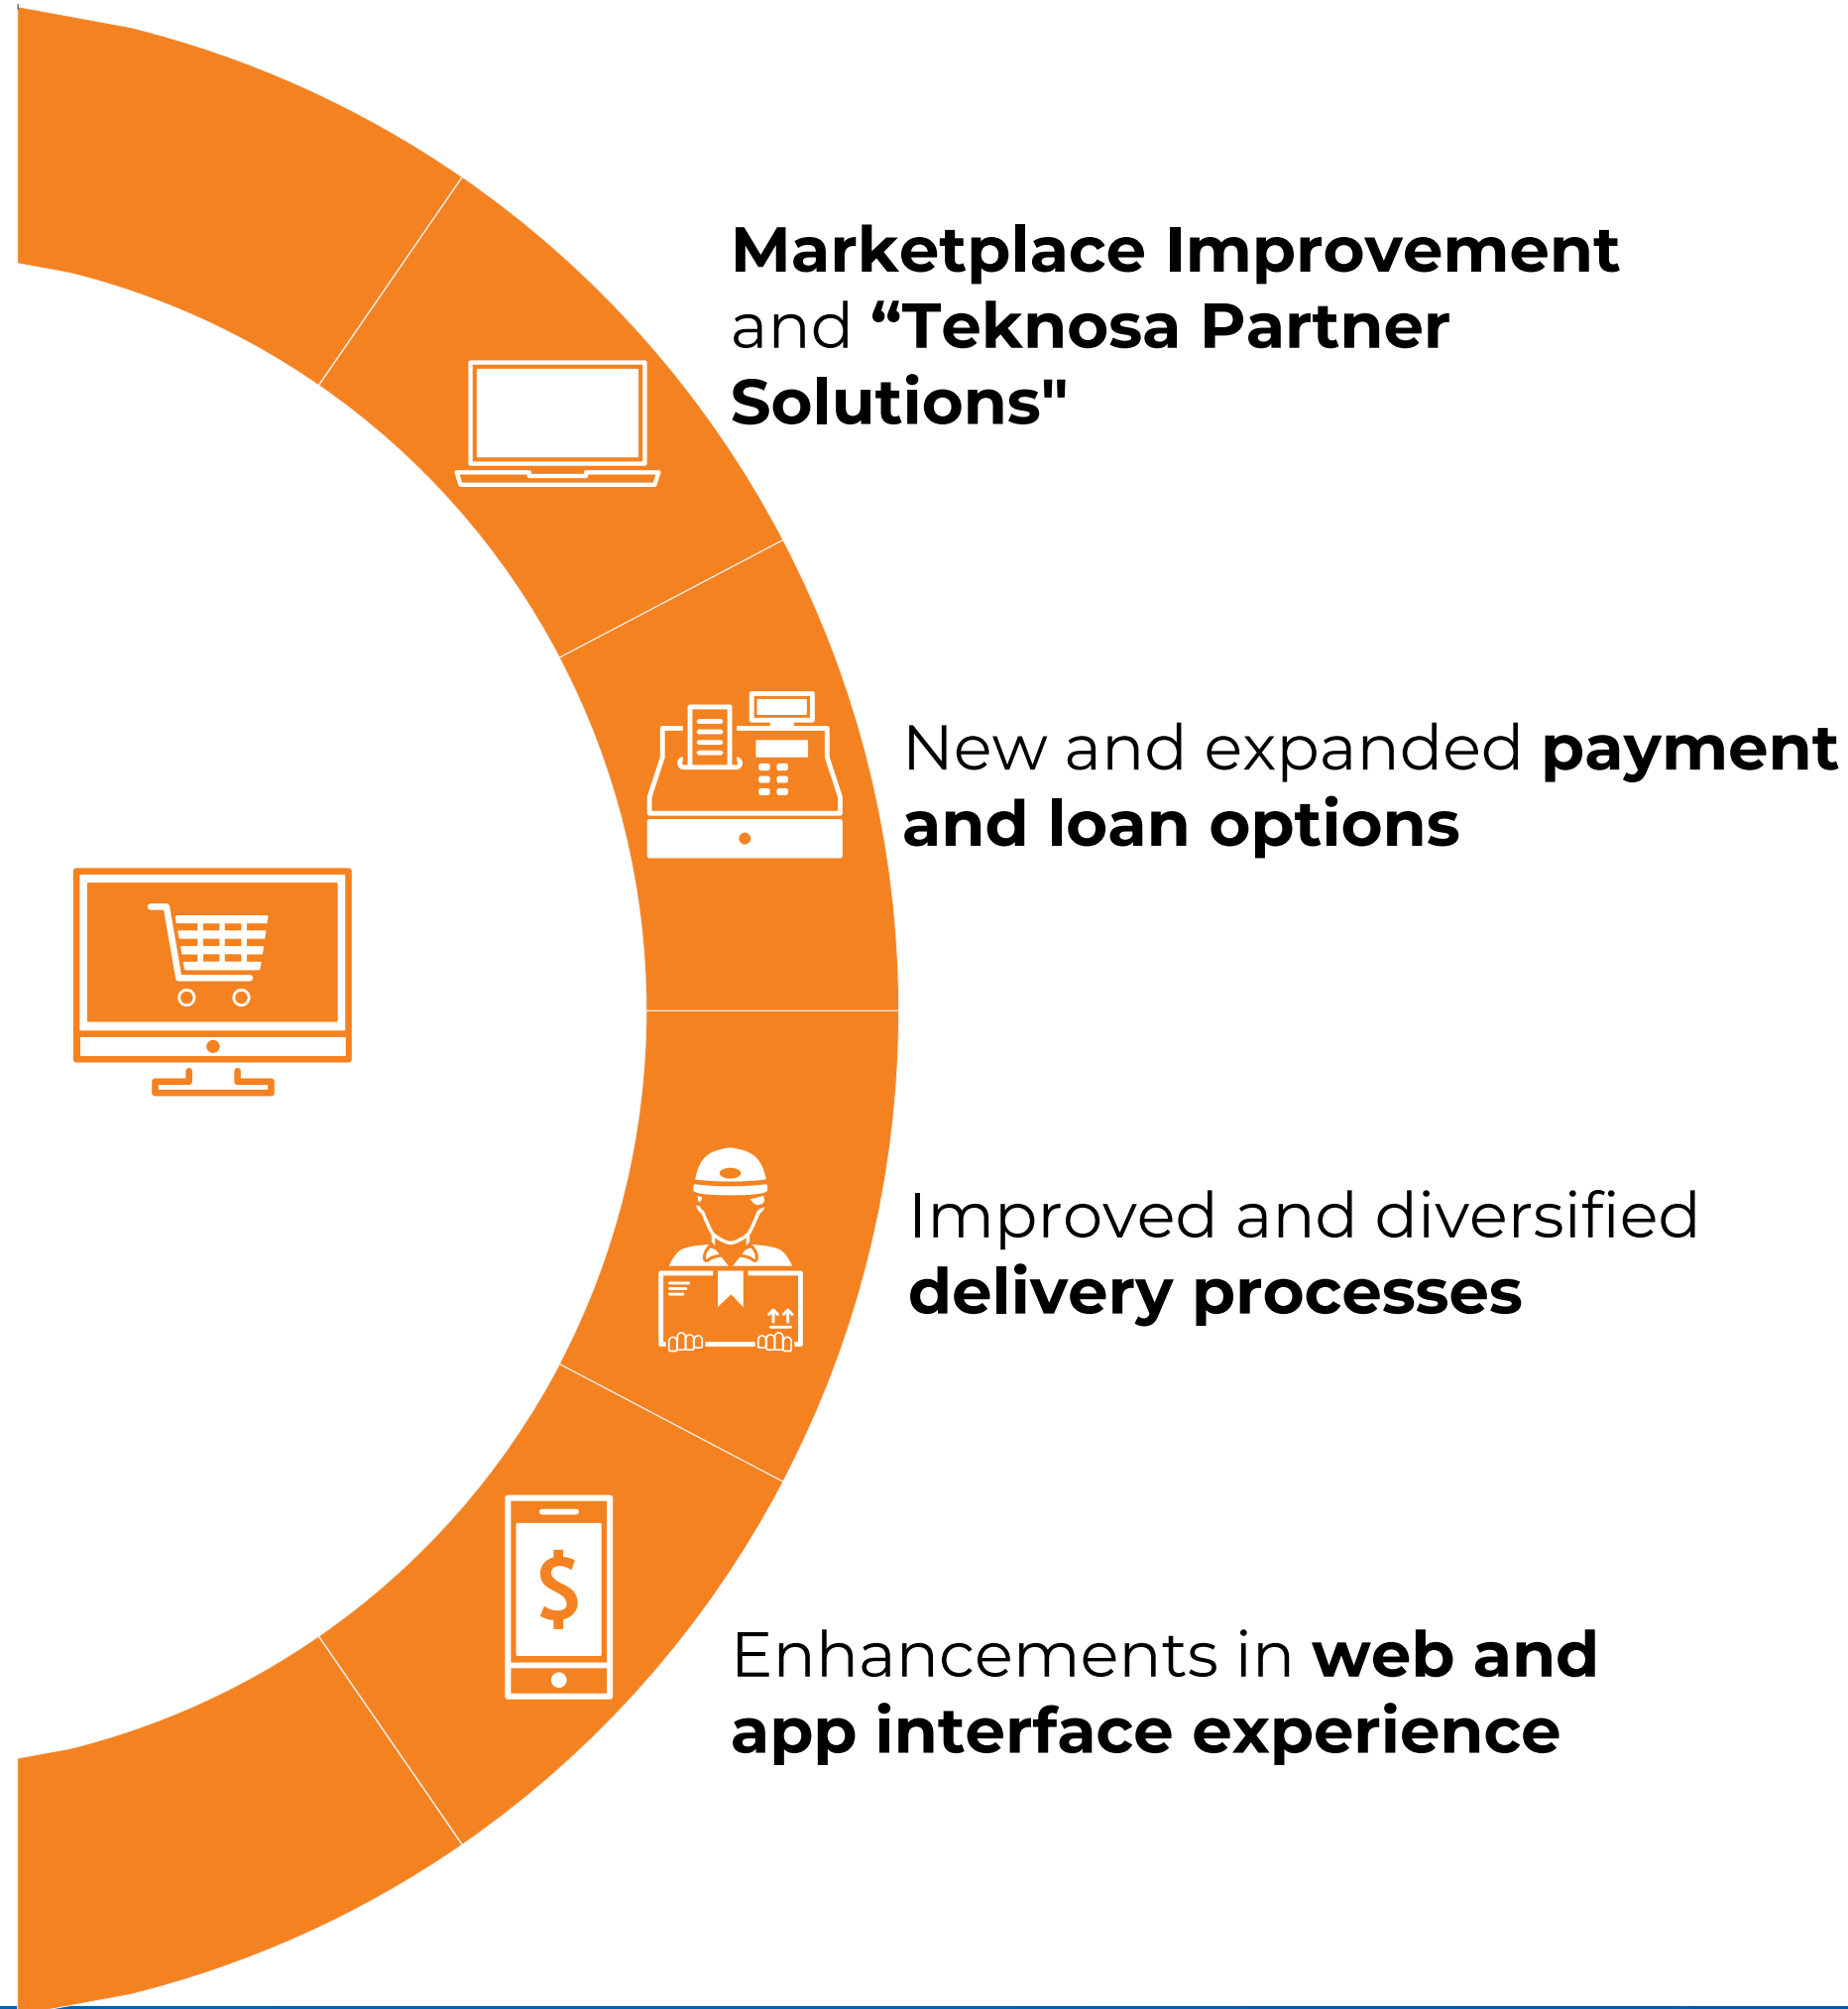 Marketplace Improvement
and “Teknosa Partner
Solutions"
New and expanded payment
and loan options
Improved and diversified
delivery processes
$
Enhancements in web and
app interface experience